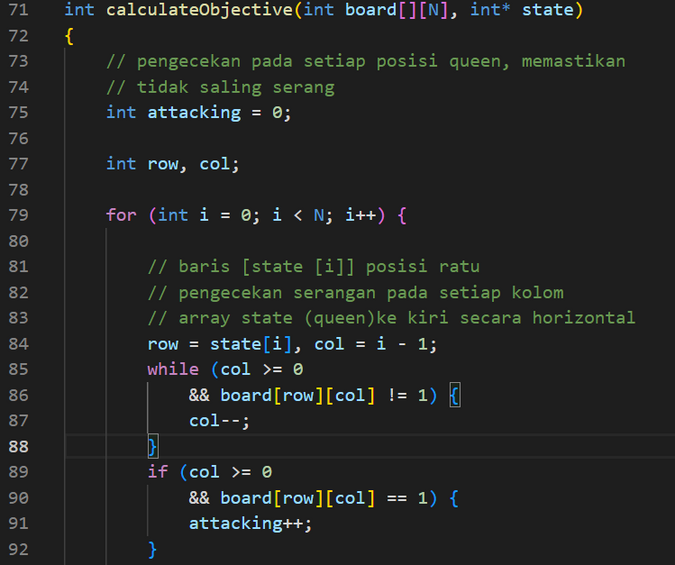 71 int calculateObjective(int board[][N], int* state)
72 {
73 // pengecekan pada setiap posisi queen, memastikan
74 // tidak saling serang
75 int attacking = 0;
76
77 int row, col;
78
79 for (int i = 0; i < N; i++) {
80
81 // baris [state [i]] posisi ratu
82 // pengecekan serangan pada setiap kolom
83 // array state (queen)ke kiri secara horizontal
84 row = state[i], col = i - 1;
85 while (col >= 0
86 && board[row][col] != 1) {
87 col--;
88 }
89 if (col >= 0
90 && board[row][col] == 1) {
91 attacking++;
92 }